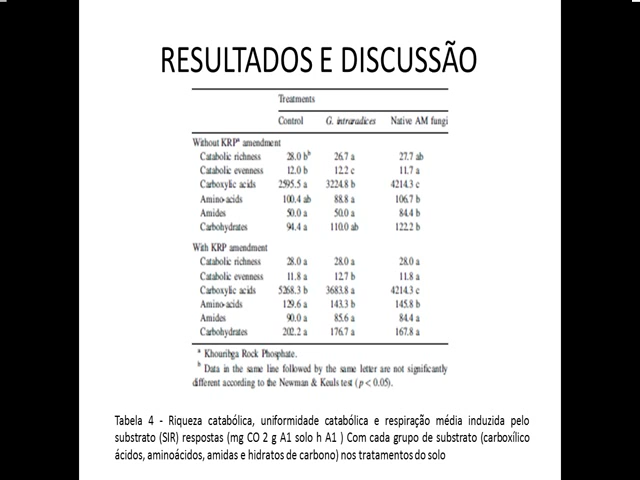 RESULTADOS E DISCUSSÃO
Treatments
Control G. intraradices Native AM fungi
Without KRPᵃ amendment
Catabolic richness 28.0 bᵇ 26.7 a 27.7 ab
Catabolic evenness 12.0 b 12.2 c 11.7 a
Carboxylic acids 2595.5 a 3224.8 b 4214.3 c
Amino-acids 100.4 ab 88.8 a 106.7 b
Amides 50.0 a 50.0 a 84.4 b
Carbohydrates 94.4 a 110.0 ab 122.2 b
With KRP amendment
Catabolic richness 28.0 a 28.0 a 28.0 a
Catabolic evenness 11.8 a 12.7 b 11.8 a
Carboxylic acids 5268.3 b 3683.8 a 4214.3 c
Amino-acids 129.6 a 143.3 b 145.8 b
Amides 90.0 a 85.6 a 84.4 a
Carbohydrates 202.2 a 176.7 a 167.8 a
ᵃ Khouribga Rock Phosphate.
ᵇ Data in the same line followed by the same letter are not significantly
different according to the Newman & Keuls test (p < 0.05).
Tabela 4 - Riqueza catabólica, uniformidade catabólica e respiração média induzida pelo
substrato (SIR) respostas (mg CO 2 g A1 solo h A1 ) Com cada grupo de substrato (carboxílico
ácidos, aminoácidos, amidas e hidratos de carbono) nos tratamentos do solo